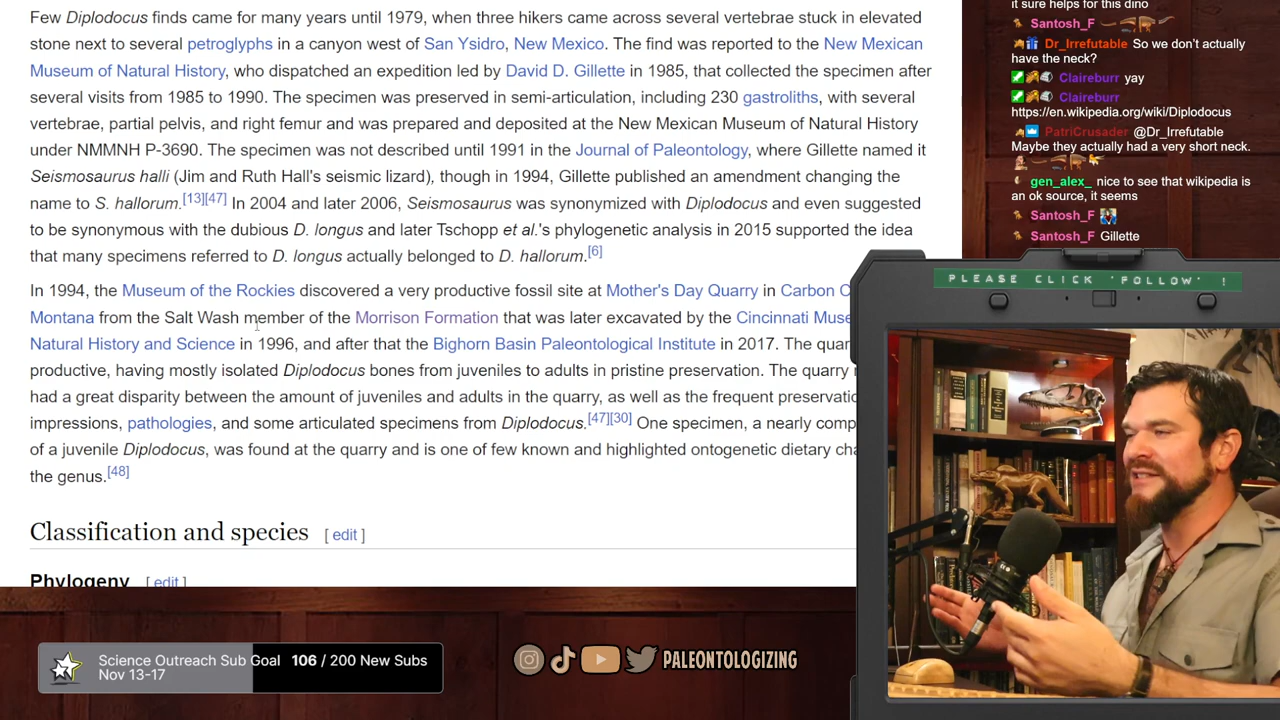 Few Diplodocus finds came for many years until 1979, when three hikers came across several vertebrae stuck in elevated
stone next to several petroglyphs in a canyon west of San Ysidro, New Mexico. The find was reported to the New Mexican
Museum of Natural History, who dispatched an expedition led by David D. Gillette in 1985, that collected the specimen after
several visits from 1985 to 1990. The specimen was preserved in semi-articulation, including 230 gastroliths, with several
vertebrae, partial pelvis, and right femur and was prepared and deposited at the New Mexican Museum of Natural History
under NMMNH P-3690. The specimen was not described until 1991 in the Journal of Paleontology, where Gillette named it
Seismosaurus halli (Jim and Ruth Hall's seismic lizard), though in 1994, Gillette published an amendment changing the
name to S. hallorum.[13][47] In 2004 and later 2006, Seismosaurus was synonymized with Diplodocus and even suggested
to be synonymous with the dubious D. longus and later Tschopp et al.'s phylogenetic analysis in 2015 supported the idea
that many specimens referred to D. longus actually belonged to D. hallorum.[6]
In 1994, the Museum of the Rockies discovered a very productive fossil site at Mother's Day Quarry in Carbon C
Montana from the Salt Wash member of the Morrison Formation that was later excavated by the Cincinnati Muse
Natural History and Science in 1996, and after that the Bighorn Basin Paleontological Institute in 2017. The quar
productive, having mostly isolated Diplodocus bones from juveniles to adults in pristine preservation. The quarry
had a great disparity between the amount of juveniles and adults in the quarry, as well as the frequent preservatio
impressions, pathologies, and some articulated specimens from Diplodocus.[47][30] One specimen, a nearly comp
of a juvenile Diplodocus, was found at the quarry and is one of few known and highlighted ontogenetic dietary cha
the genus.[48]
Classification and species [ edit ]
Phylogeny [ edit ]
it sure helps for this dino
Santosh_F
Dr_Irrefutable So we don't actually
have the neck?
Claireburr yay
Claireburr
https://en.wikipedia.org/wiki/Diplodocus
PatriCrusader @Dr_Irrefutable
Maybe they actually had a very short neck.
gen_alex_ nice to see that wikipedia is
an ok source, it seems
Santosh_F
Santosh_F Gillette
PLEASE CLICK 'FOLLOW' !
Science Outreach Sub Goal 106 / 200 New Subs
Nov 13-17
PALEONTOLOGIZING